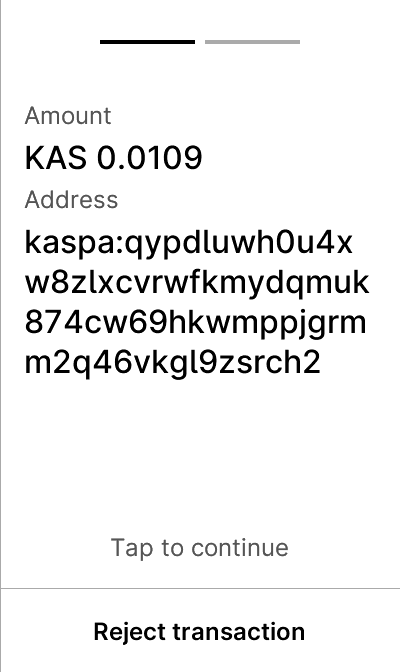 Amount
KAS 0.0109
Address
kaspa:qypdluwh0u4x
w8zlxcvrwfkmydqmuk
874cw69hkwmppjgrm
m2q46vkgl9zsrch2
Tap to continue
Reject transaction